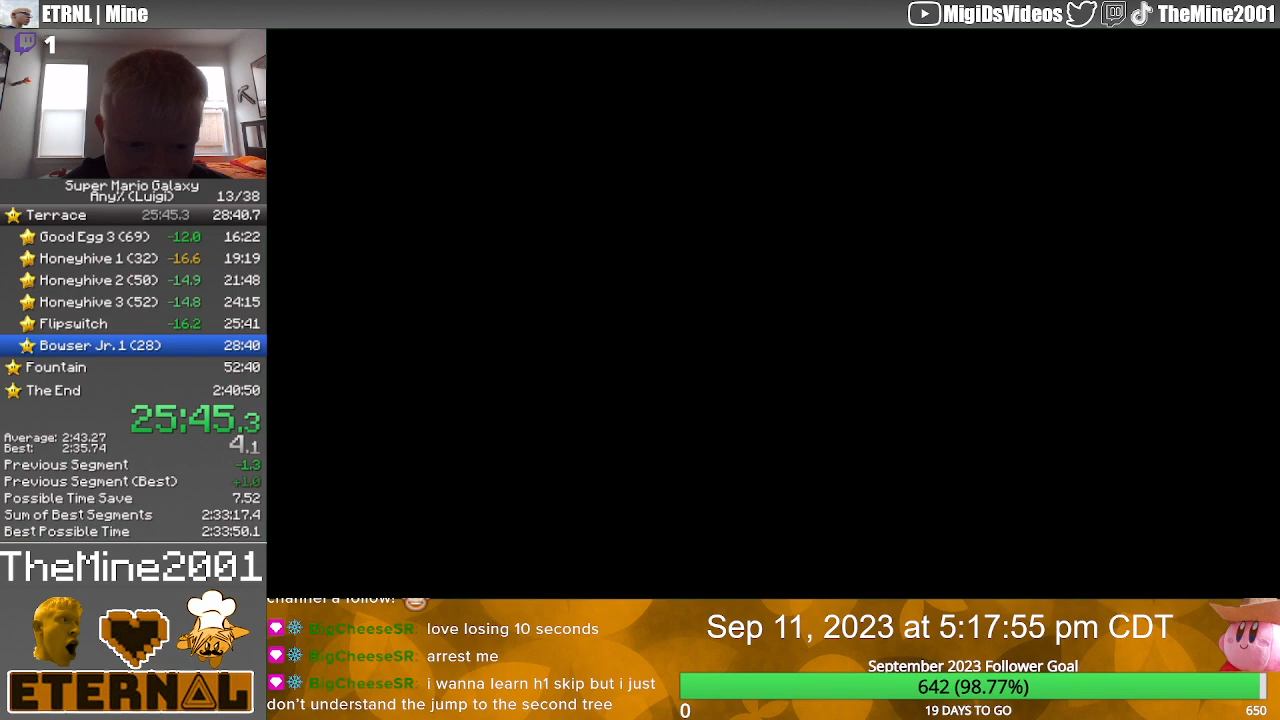 ETRNL | Mine
MigiDsVideos TheMine2001
1
Super Mario Galaxy
Any% (Luigi) 13/38
Terrace 25:45.3 28:40.7
Good Egg 3 (69) -12.0 16:22
Honeyhive 1 (32) -16.6 19:19
Honeyhive 2 (50) -14.9 21:48
Honeyhive 3 (52) -14.8 24:15
Flipswitch -16.2 25:41
Bowser Jr. 1 (28) 28:40
Fountain 52:40
The End 2:40:50
25:45.3
Average: 2:43.27
Best: 2:35.74
4.1
Previous Segment -1.3
Previous Segment (Best) +1.0
Possible Time Save 7.52
Sum of Best Segments 2:33:17.4
Best Possible Time 2:33:50.1
TheMine2001
ETERNAL
channel a follow!
BigCheeseSR: love losing 10 seconds
BigCheeseSR: arrest me
BigCheeseSR: i wanna learn h1 skip but i just
don't understand the jump to the second tree
Sep 11, 2023 at 5:17:55 pm CDT
September 2023 Follower Goal
642 (98.77%)
0 19 DAYS TO GO 650